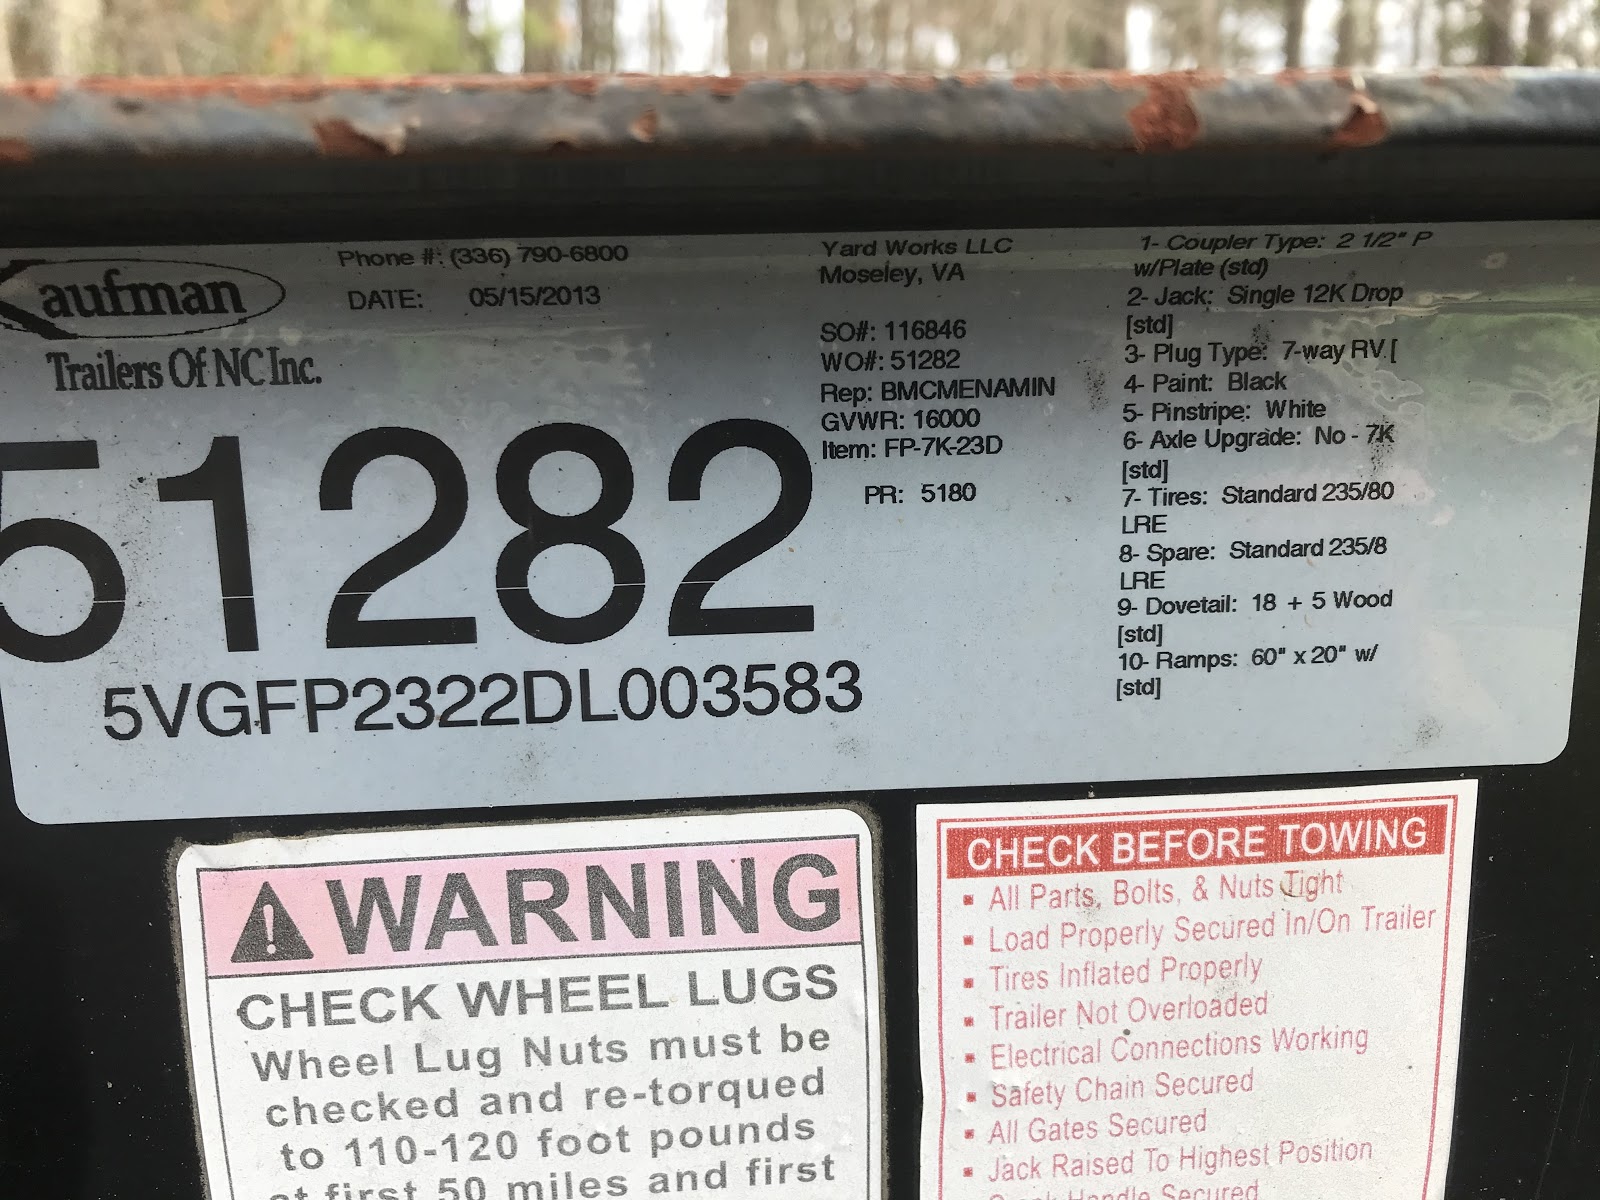 Kaufman
Trailers Of NC Inc.
Phone #: (336) 790-6800
DATE: 05/15/2013
51282
5VGFP2322DL003583
Yard Works LLC
Moseley, VA
SO#: 116846
WO#: 51282
Rep: BMCMENAMIN
GVWR: 16000
Item: FP-7K-23D
PR: 5180
1- Coupler Type: 2 1/2" P
w/Plate (std)
2- Jack: Single 12K Drop
[std]
3- Plug Type: 7-way RV [
4- Paint: Black
5- Pinstripe: White
6- Axle Upgrade: No - 7K
[std]
7- Tires: Standard 235/80
LRE
8- Spare: Standard 235/8
LRE
9- Dovetail: 18 + 5 Wood
[std]
10- Ramps: 60" x 20" w/
[std]
WARNING
CHECK WHEEL LUGS
Wheel Lug Nuts must be
checked and re-torqued
to 110-120 foot pounds
at first 50 miles and first
CHECK BEFORE TOWING
▪ All Parts, Bolts, & Nuts Tight
▪ Load Properly Secured In/On Trailer
▪ Tires Inflated Properly
▪ Trailer Not Overloaded
▪ Electrical Connections Working
▪ Safety Chain Secured
▪ All Gates Secured
▪ Jack Raised To Highest Position
Handle Secured